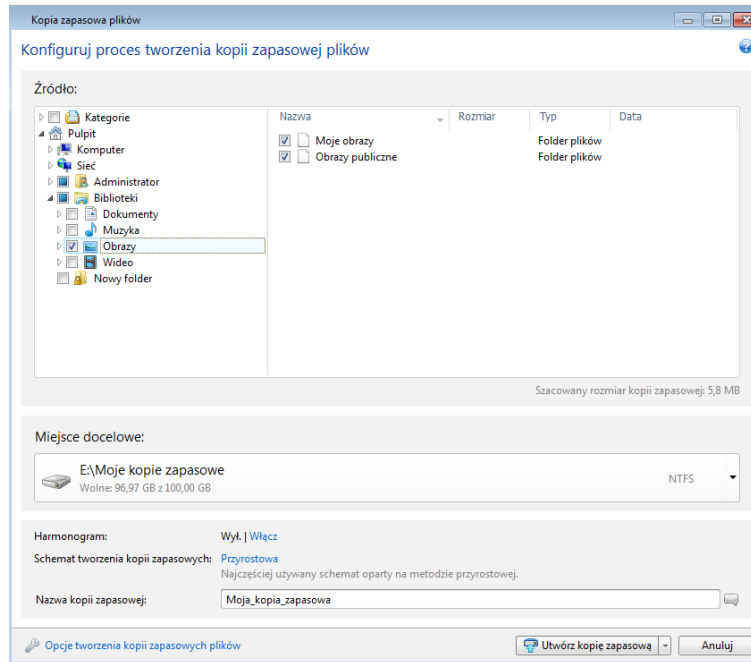 Kopia zapasowa plików
Konfiguruj proces tworzenia kopii zapasowej plików
Źródło:
Kategorie
Pulpit
Komputer
Sieć
Administrator
Biblioteki
Dokumenty
Muzyka
Obrazy
Wideo
Nowy folder
Nazwa Rozmiar Typ Data
Moje obrazy Folder plików
Obrazy publiczne Folder plików
Szacowany rozmiar kopii zapasowej: 5,8 MB
Miejsce docelowe:
E:\Moje kopie zapasowe
Wolne: 96,97 GB z 100,00 GB
NTFS
Harmonogram: Wył. | Włącz
Schemat tworzenia kopii zapasowych: Przyrostowa
Najczęściej używany schemat oparty na metodzie przyrostowej.
Nazwa kopii zapasowej: Moja_kopia_zapasowa
Opcje tworzenia kopii zapasowych plików Utwórz kopię zapasową Anuluj